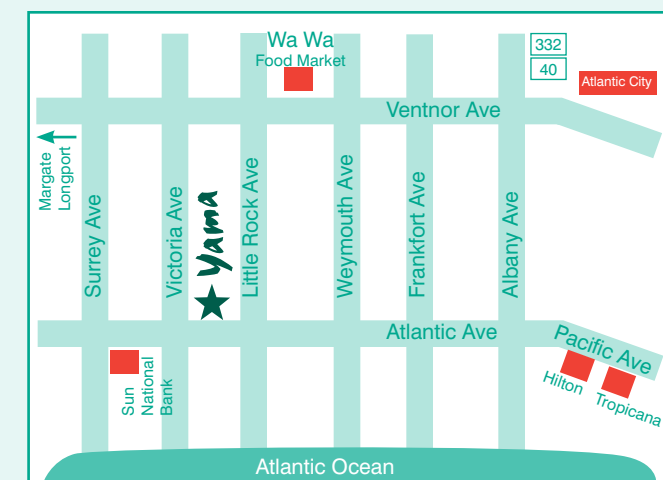 Wa Wa
Food Market
332
40
Atlantic City
Ventnor Ave
Margate
Longport
Surrey Ave
Victoria Ave
Yama
Little Rock Ave
Weymouth Ave
Frankfort Ave
Albany Ave
Atlantic Ave
Pacific Ave
Sun
National
Bank
Hilton
Tropicana
Atlantic Ocean